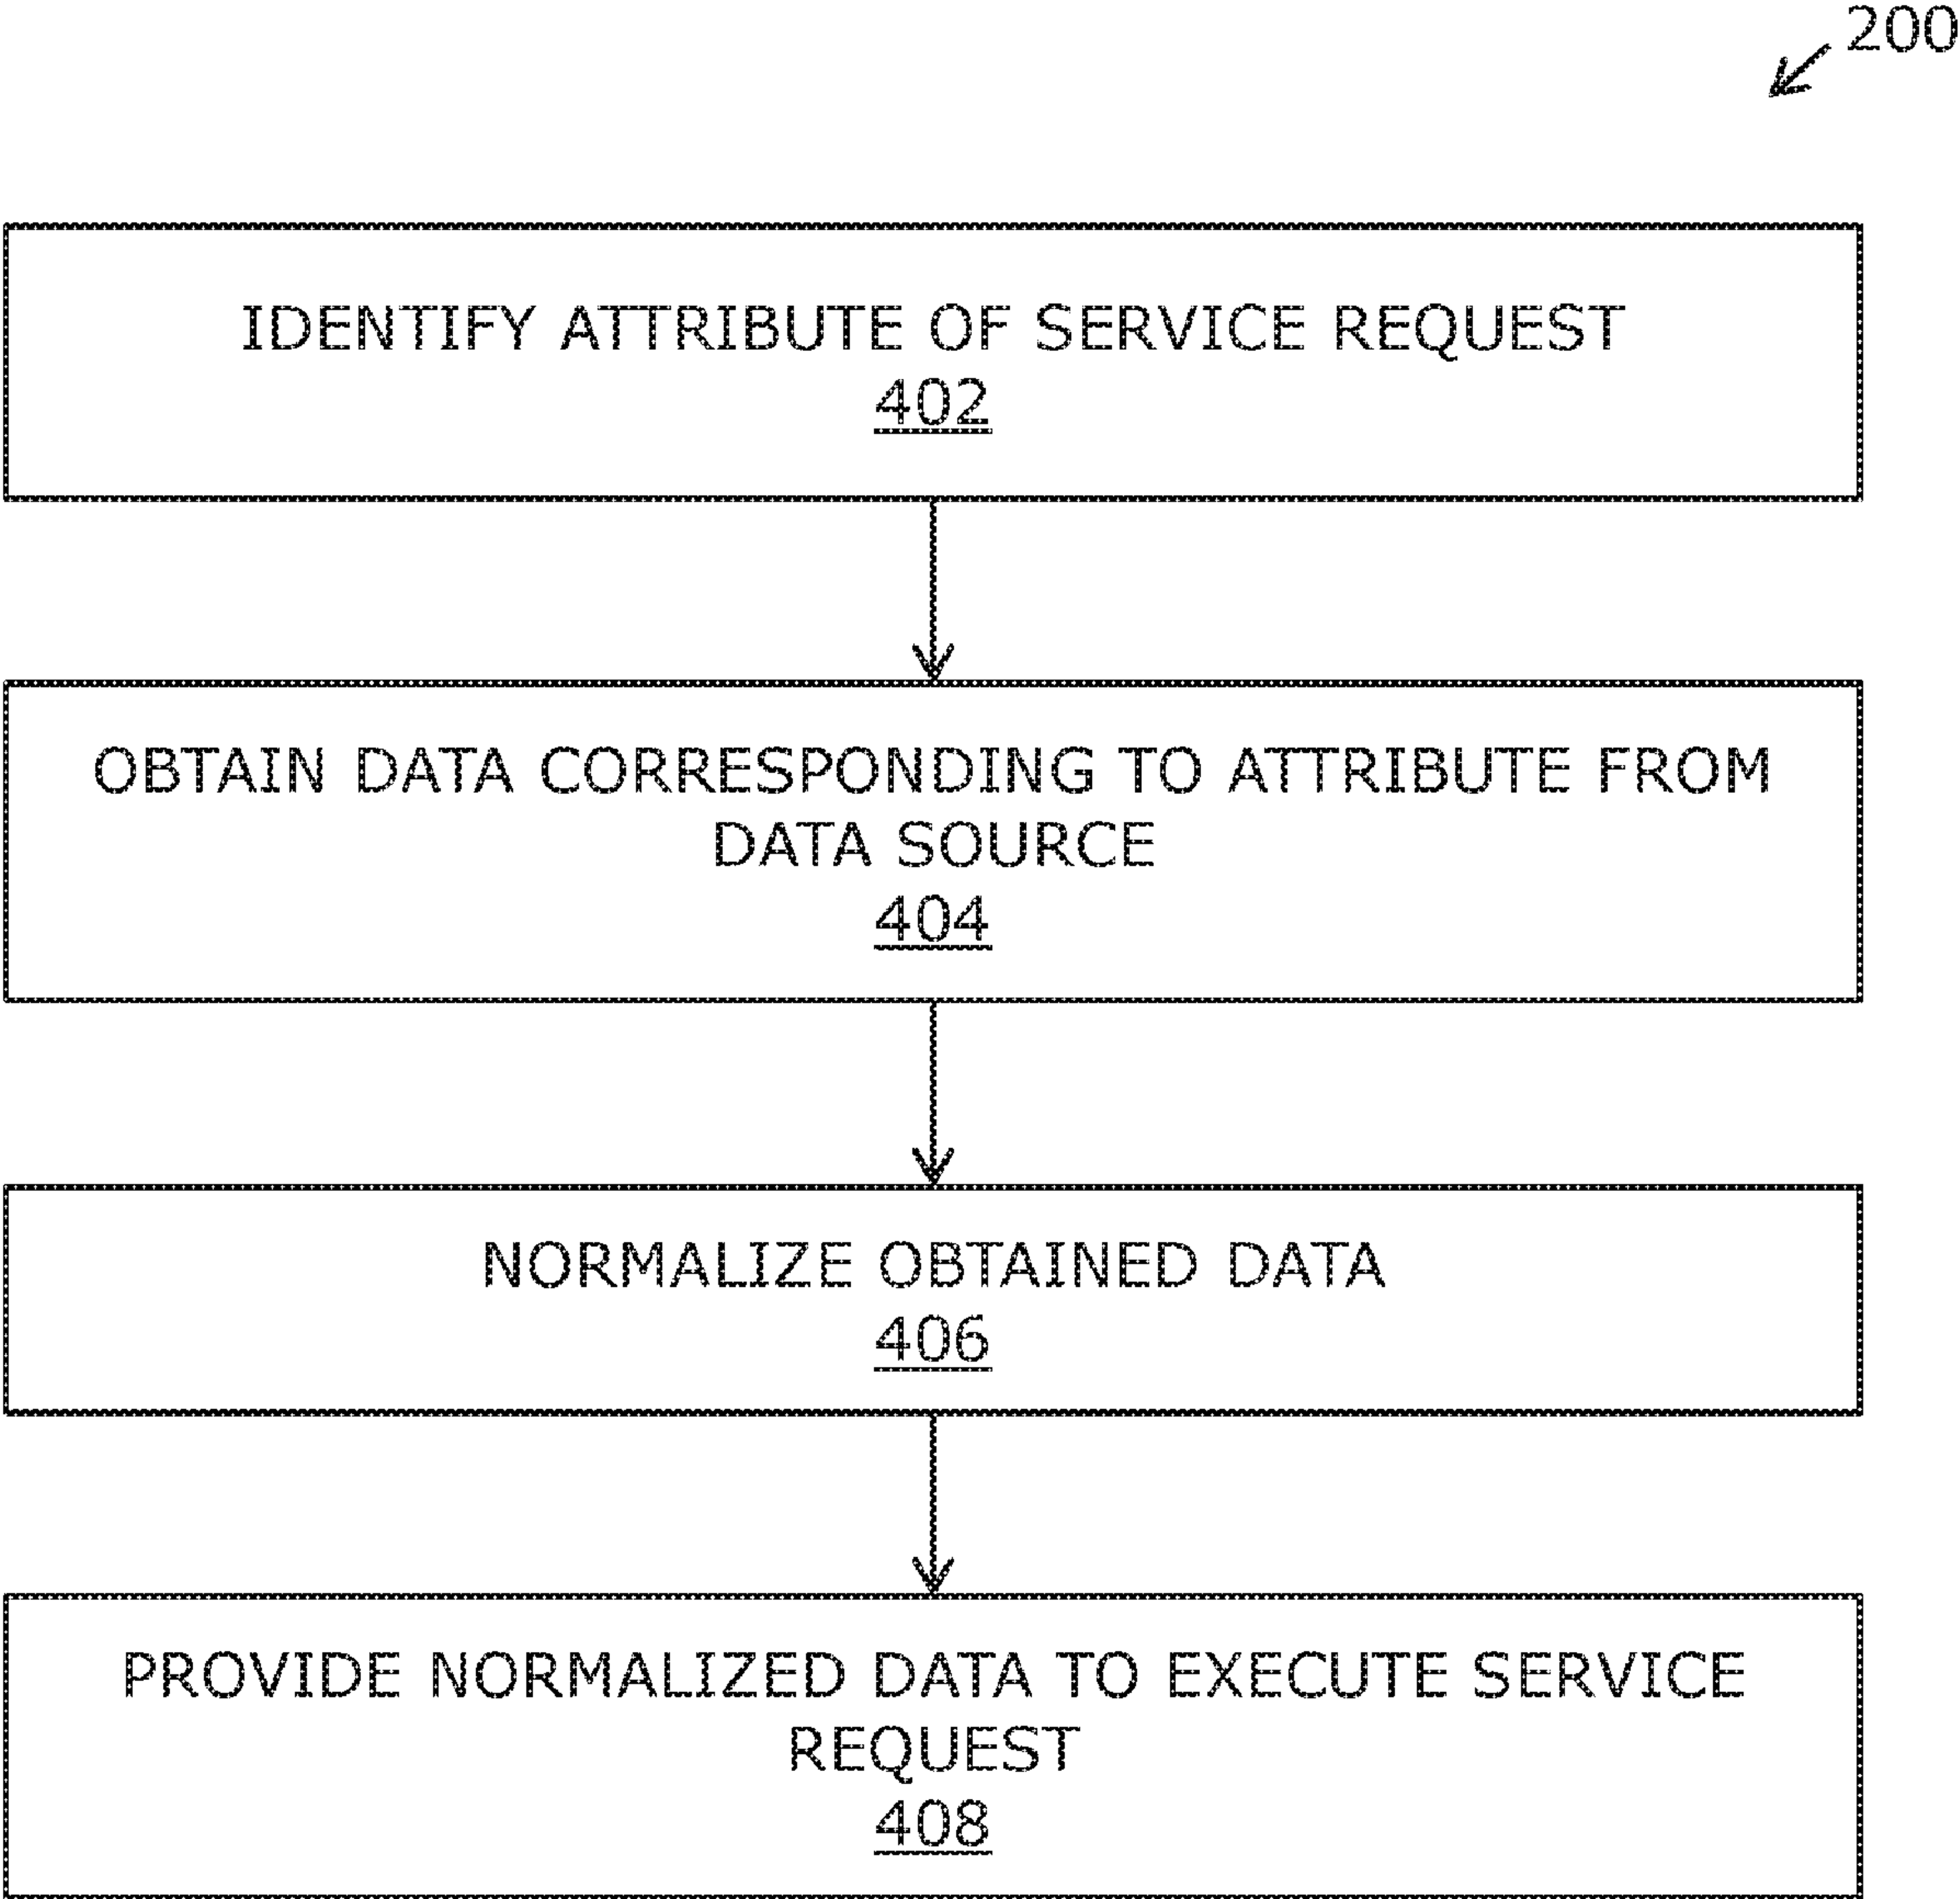 200
IDENTIFY ATTRIBUTE OF SERVICE REQUEST
402
OBTAIN DATA CORRESPONDING TO ATTRIBUTE FROM
DATA SOURCE
404
NORMALIZE OBTAINED DATA
406
PROVIDE NORMALIZED DATA TO EXECUTE SERVICE
REQUEST
408